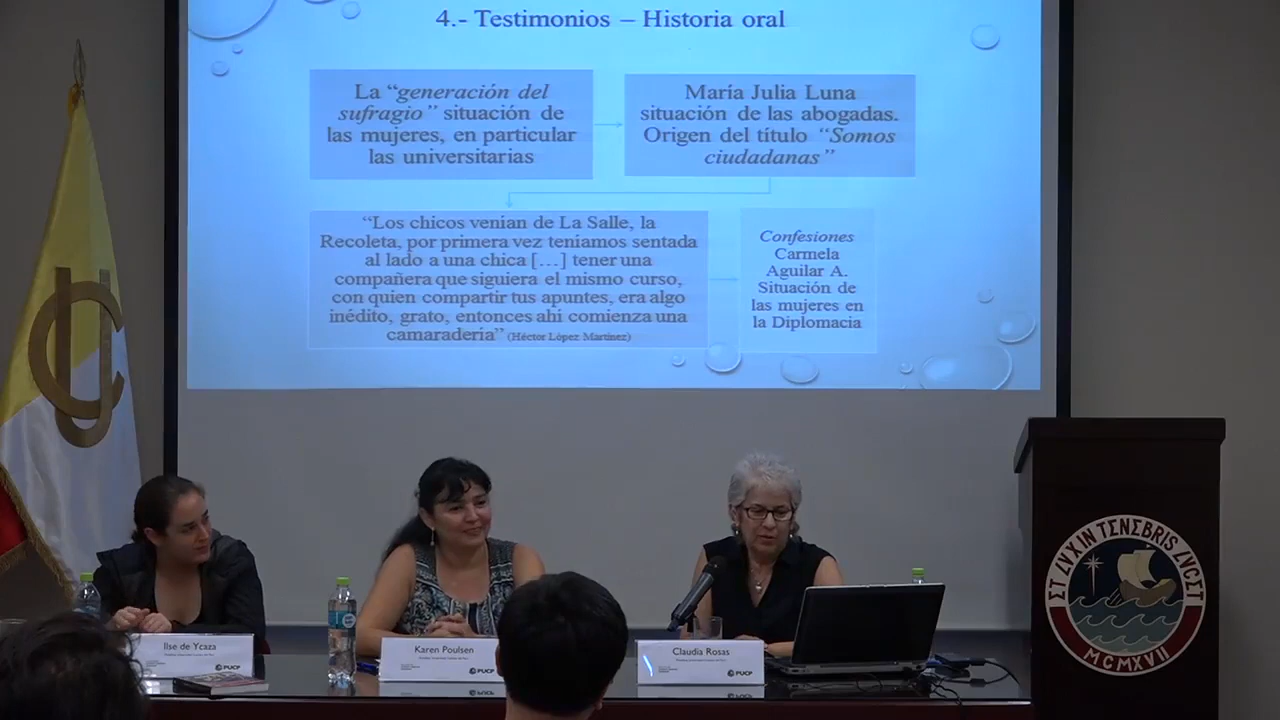 4.- Testimonios – Historia oral
La “generación del
sufragio” situación de
las mujeres, en particular
las universitarias
María Julia Luna
situación de las abogadas.
Origen del título “Somos
ciudadanas”
“Los chicos venian de La Salle, la
Recoleta, por primera vez teníamos sentada
al lado a una chica […] tener una
compañera que siguiera el mismo curso,
con quien compartir tus apuntes, era algo
inédito, grato, entonces ahí comienza una
camaradería” (Héctor López Martínez)
Confesiones
Carmela
Aguilar A.
Situación de
las mujeres en
la Diplomacia
Ilse de Ycaza
PUCP
Karen Poulsen
PUCP
Claudia Rosas
PUCP
ET LVX IN TENEBRIS LVCET
MCMXVII